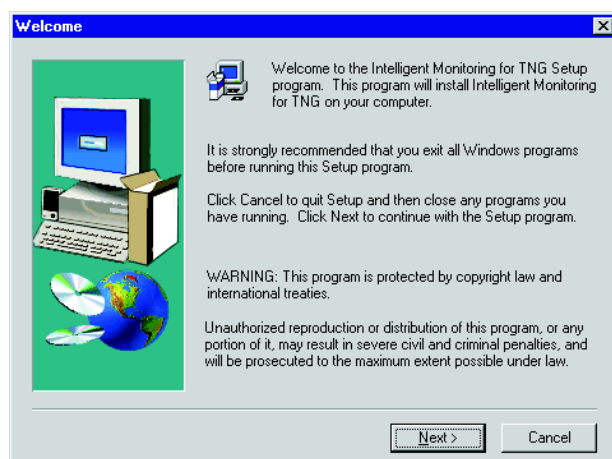 Welcome
Welcome to the Intelligent Monitoring for TNG Setup
program. This program will install Intelligent Monitoring
for TNG on your computer.
It is strongly recommended that you exit all Windows programs
before running this Setup program.
Click Cancel to quit Setup and then close any programs you
have running. Click Next to continue with the Setup program.
WARNING: This program is protected by copyright law and
international treaties.
Unauthorized reproduction or distribution of this program, or any
portion of it, may result in severe civil and criminal penalties, and
will be prosecuted to the maximum extent possible under law.
Next >
Cancel